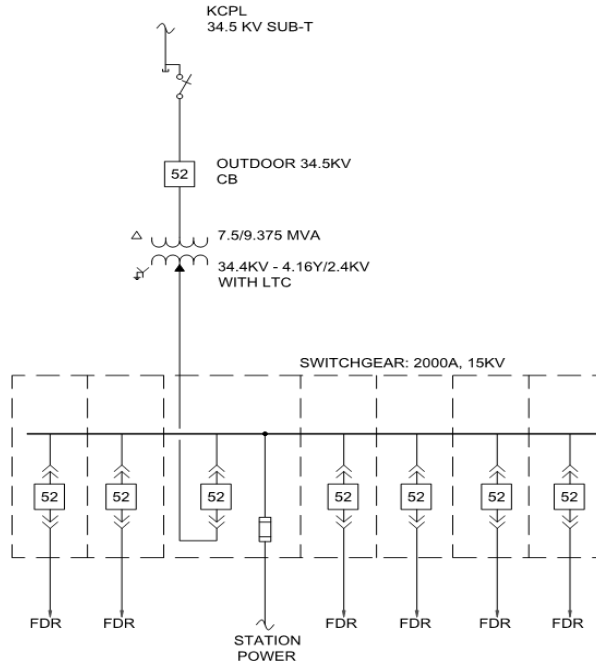 KCPL
34.5 KV SUB-T
52
OUTDOOR 34.5KV
CB
7.5/9.375 MVA
34.4KV - 4.16Y/2.4KV
WITH LTC
SWITCHGEAR: 2000A, 15KV
52
52
52
52
52
52
52
FDR
FDR
FDR
FDR
FDR
FDR
STATION
POWER